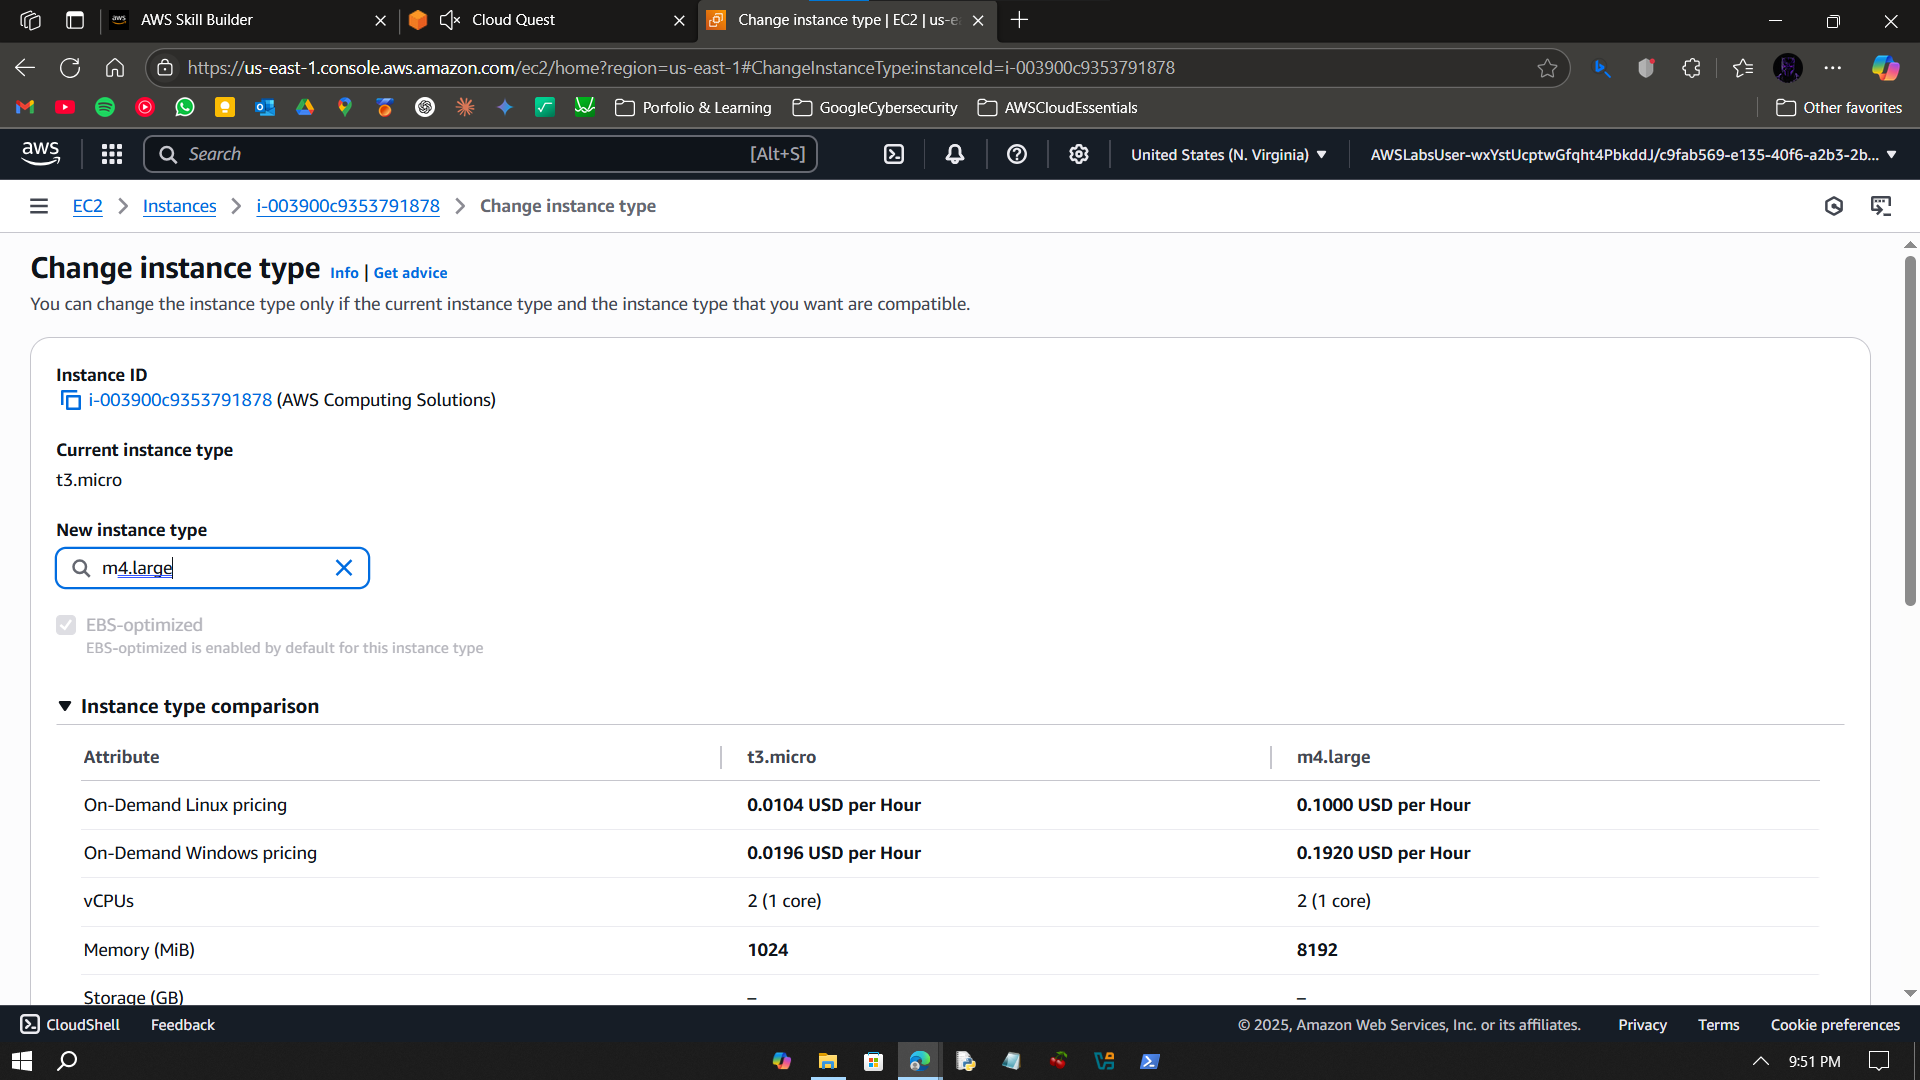 AWS Skill Builder
Cloud Quest
Change instance type | EC2 | us-e
https://us-east-1.console.aws.amazon.com/ec2/home?region=us-east-1#ChangeInstanceType:instanceId=i-003900c9353791878
Porfolio & Learning
GoogleCybersecurity
AWSCloudEssentials
Other favorites
aws
Search
[Alt+S]
United States (N. Virginia)
AWSLabsUser-wxYstUcptwGfqht4PbkddJ/c9fab569-e135-40f6-a2b3-2b...
EC2
Instances
i-003900c9353791878
Change instance type
Change instance type Info | Get advice
You can change the instance type only if the current instance type and the instance type that you want are compatible.
Instance ID
i-003900c9353791878 (AWS Computing Solutions)
Current instance type
t3.micro
New instance type
m4.large
EBS-optimized
EBS-optimized is enabled by default for this instance type
Instance type comparison
Attribute t3.micro m4.large
On-Demand Linux pricing 0.0104 USD per Hour 0.1000 USD per Hour
On-Demand Windows pricing 0.0196 USD per Hour 0.1920 USD per Hour
vCPUs 2 (1 core) 2 (1 core)
Memory (MiB) 1024 8192
Storage (GB) – –
CloudShell
Feedback
© 2025, Amazon Web Services, Inc. or its affiliates.
Privacy
Terms
Cookie preferences
9:51 PM